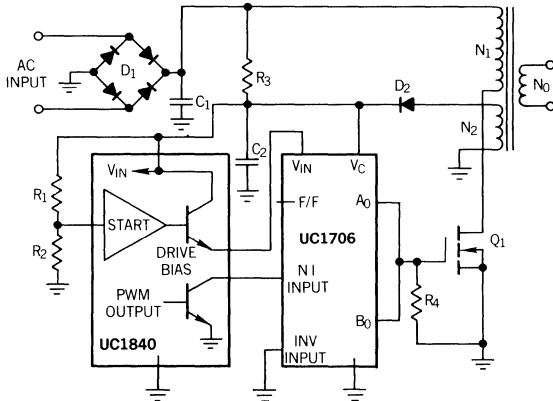 AC
INPUT
D1
C1
R3
N1
N0
D2
N2
C2
VIN
VIN
VC
R1
START
F/F
A0
UC1706
R2
DRIVE
BIAS
N I
INPUT
Q1
PWM
OUTPUT
R4
B0
INV
INPUT
UC1840